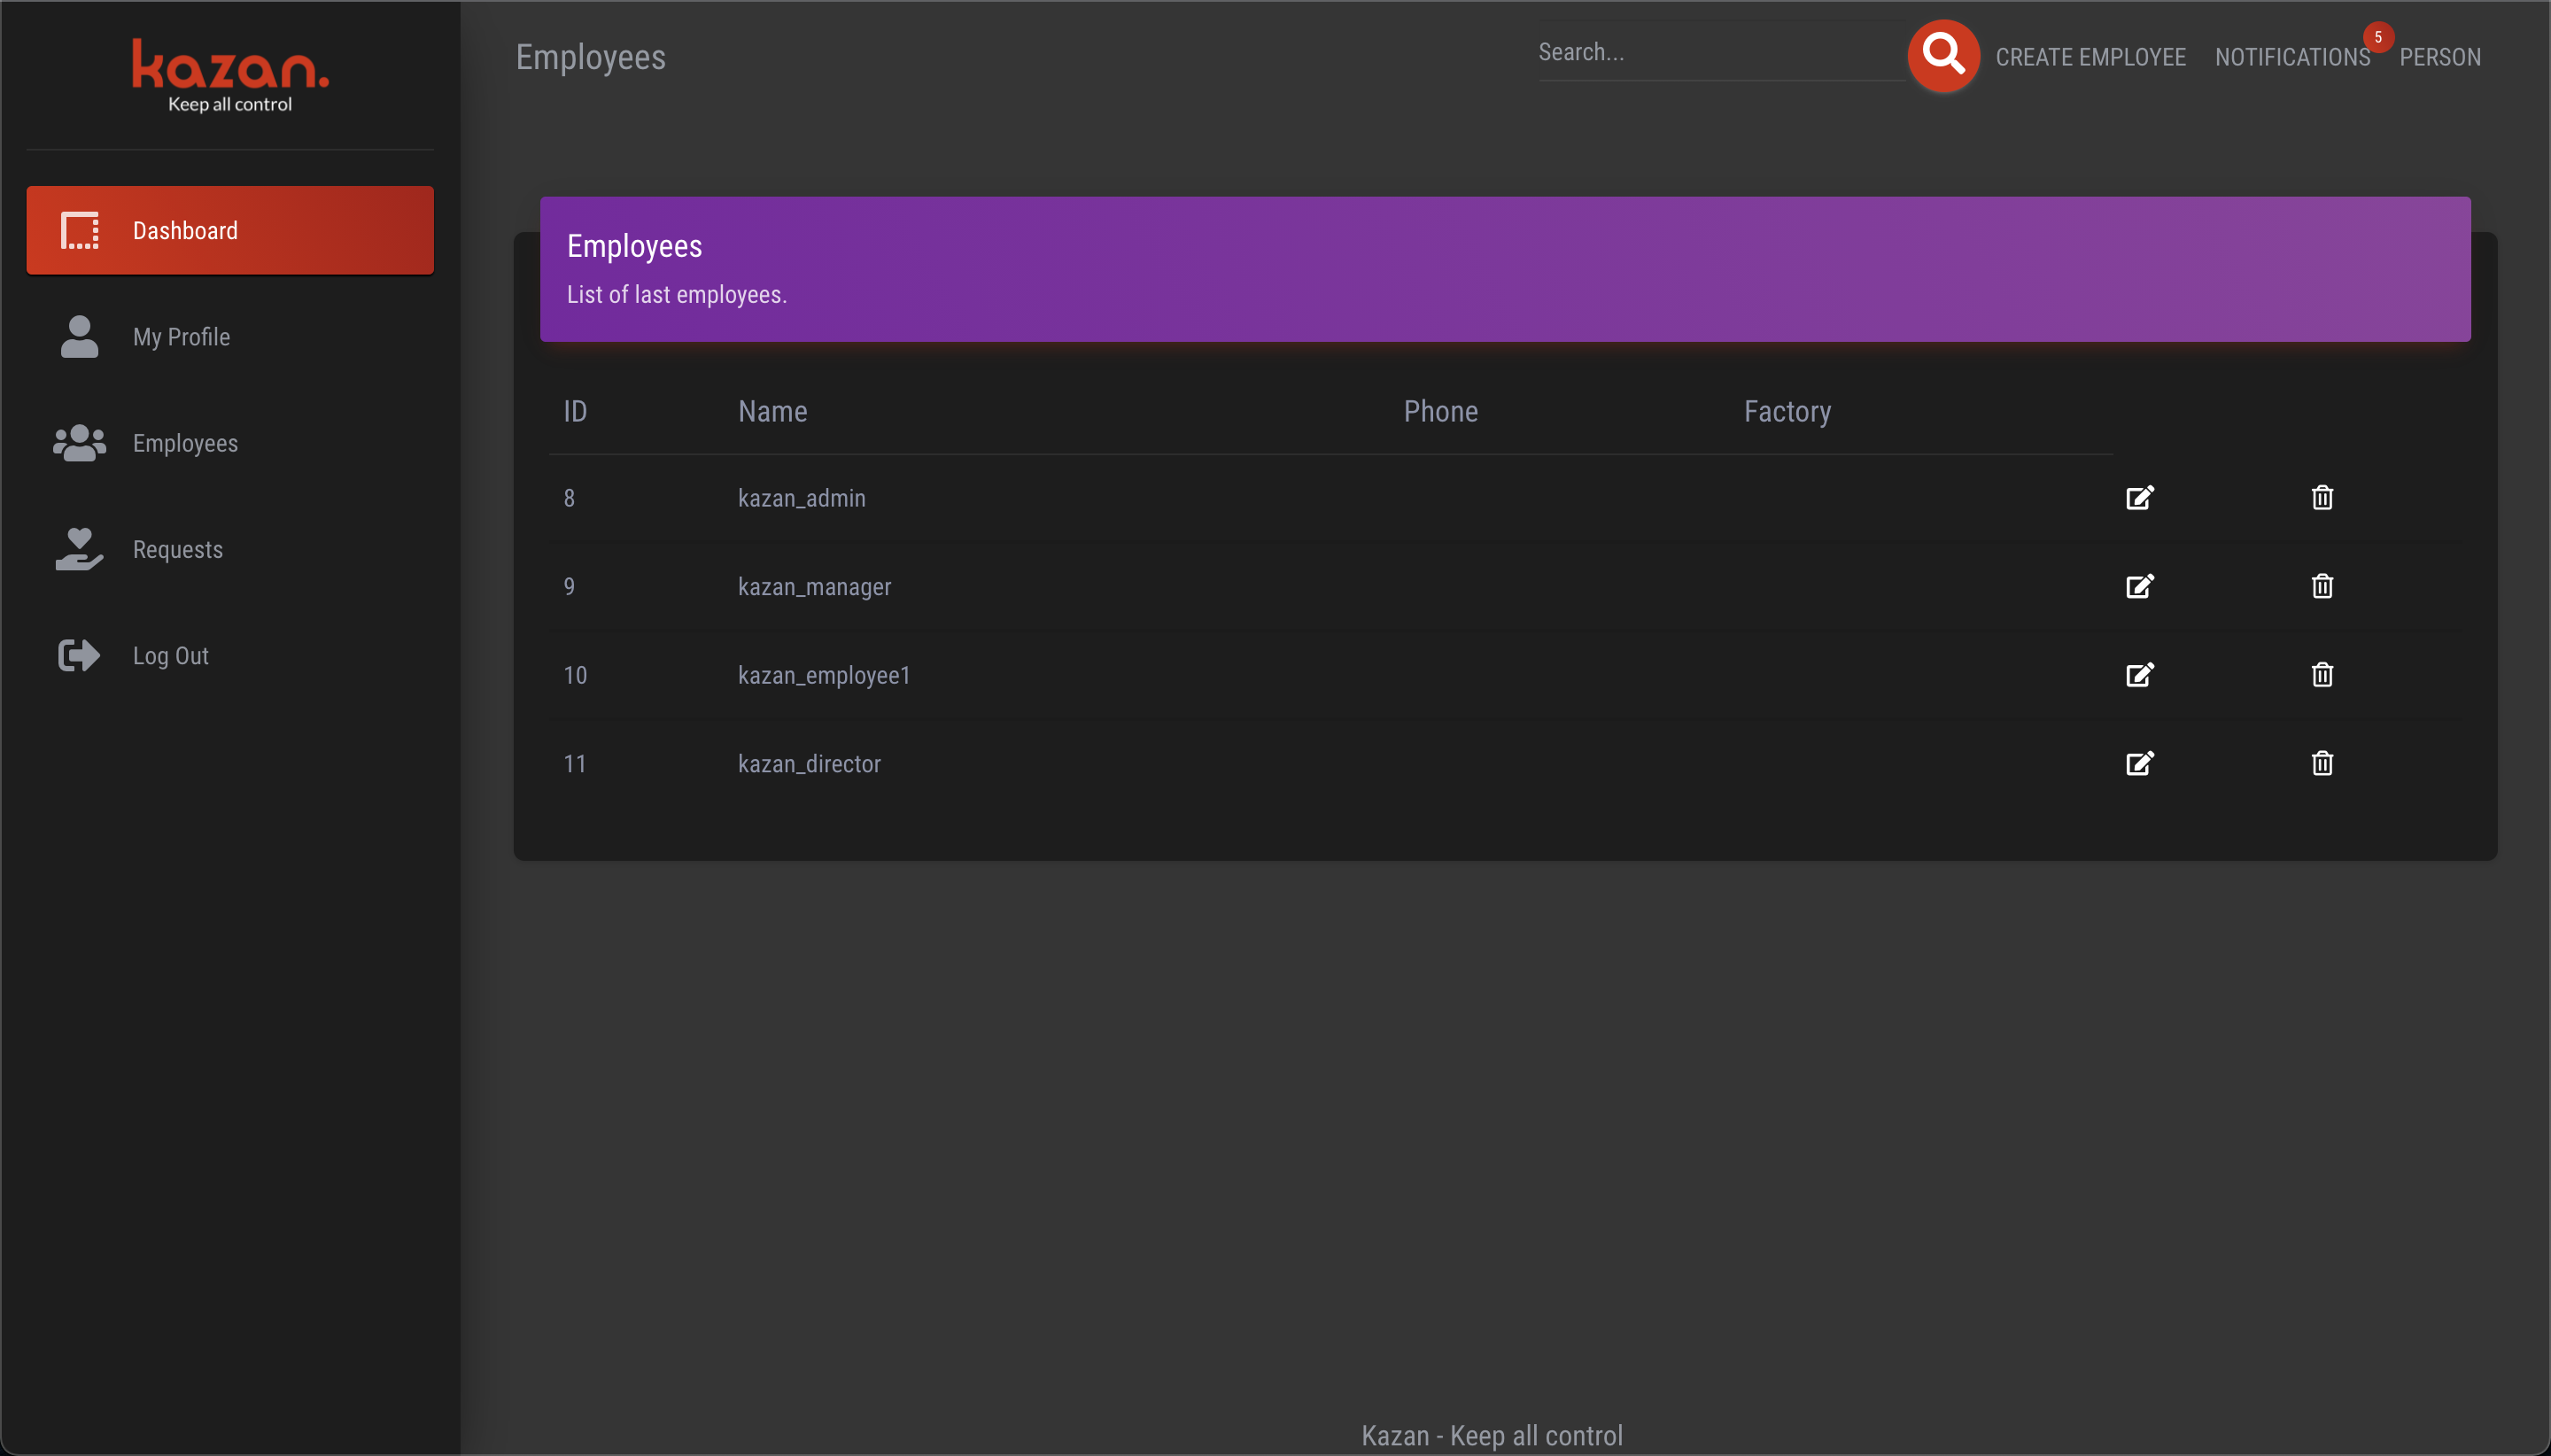 kazan.
Keep all control
Dashboard
My Profile
Employees
Requests
Log Out
Employees
Search...
CREATE EMPLOYEE
NOTIFICATIONS
5
PERSON
Employees
List of last employees.
ID Name Phone Factory
8 kazan_admin
9 kazan_manager
10 kazan_employee1
11 kazan_director
Kazan - Keep all control